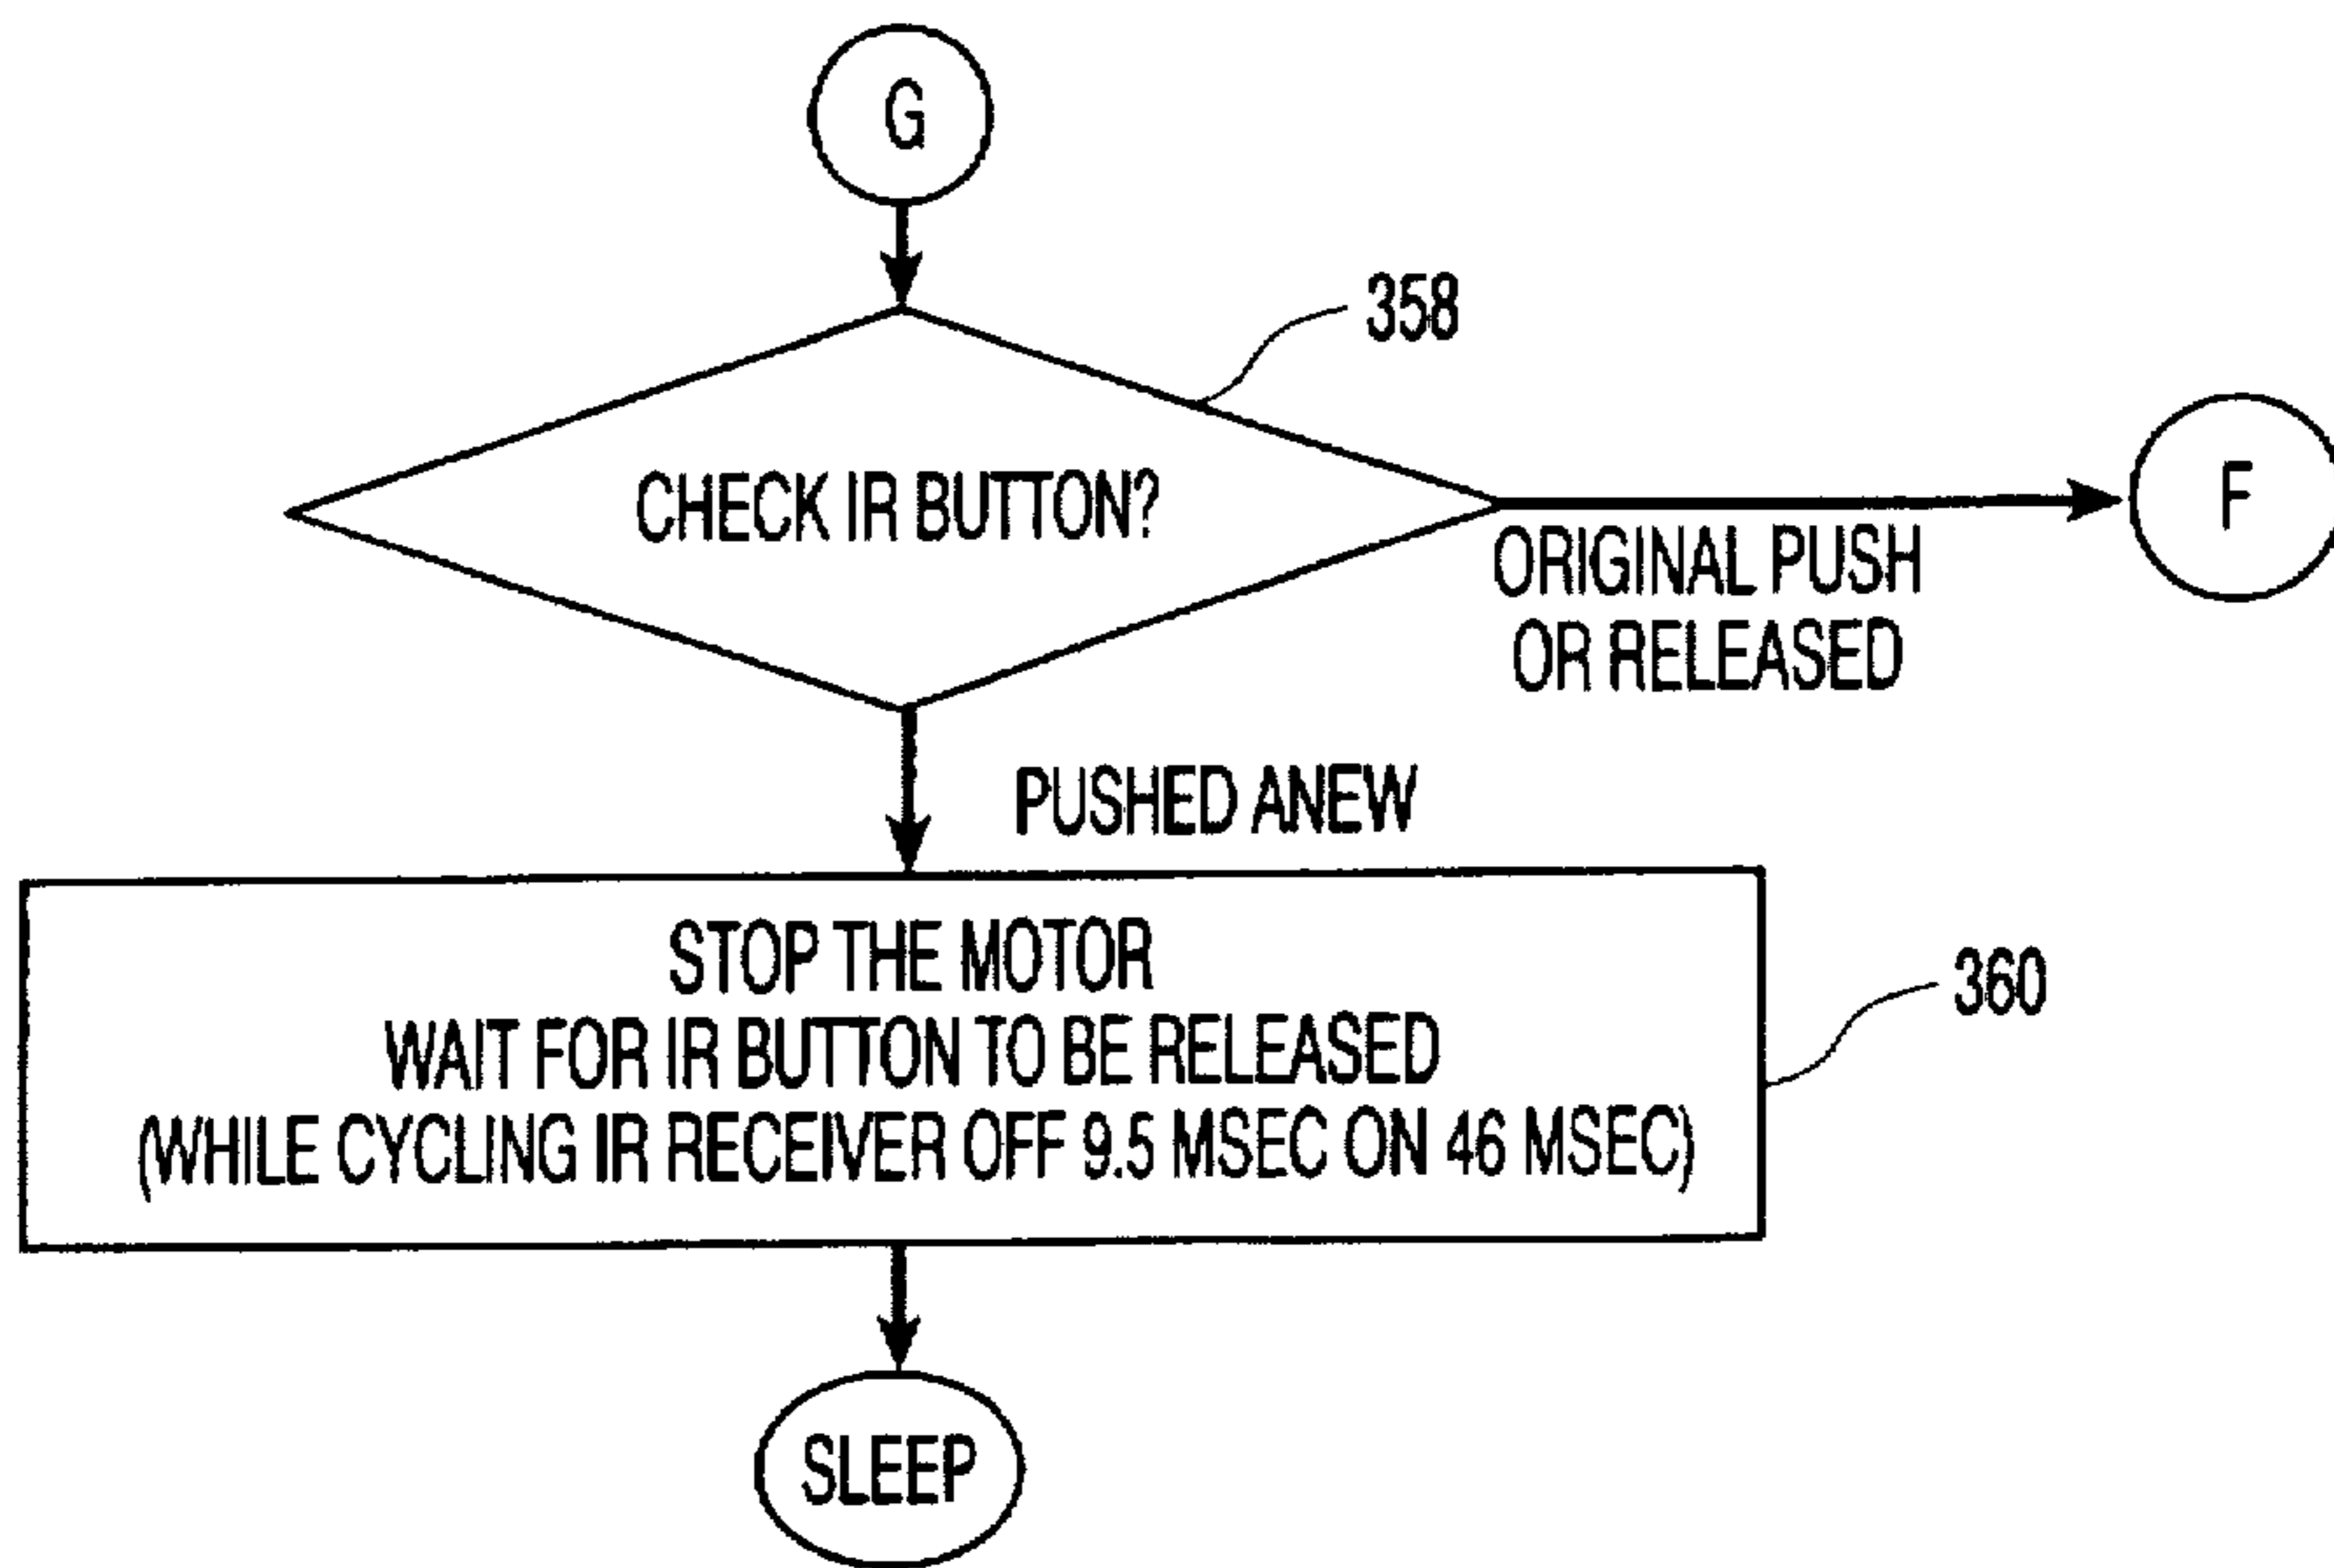 G
358
CHECK IR BUTTON?
F
ORIGINAL PUSH
OR RELEASED
PUSHED ANEW
STOP THE MOTOR
WAIT FOR IR BUTTON TO BE RELEASED
(WHILE CYCLING IR RECEIVER OFF 9.5 MSEC ON 46 MSEC)
360
SLEEP